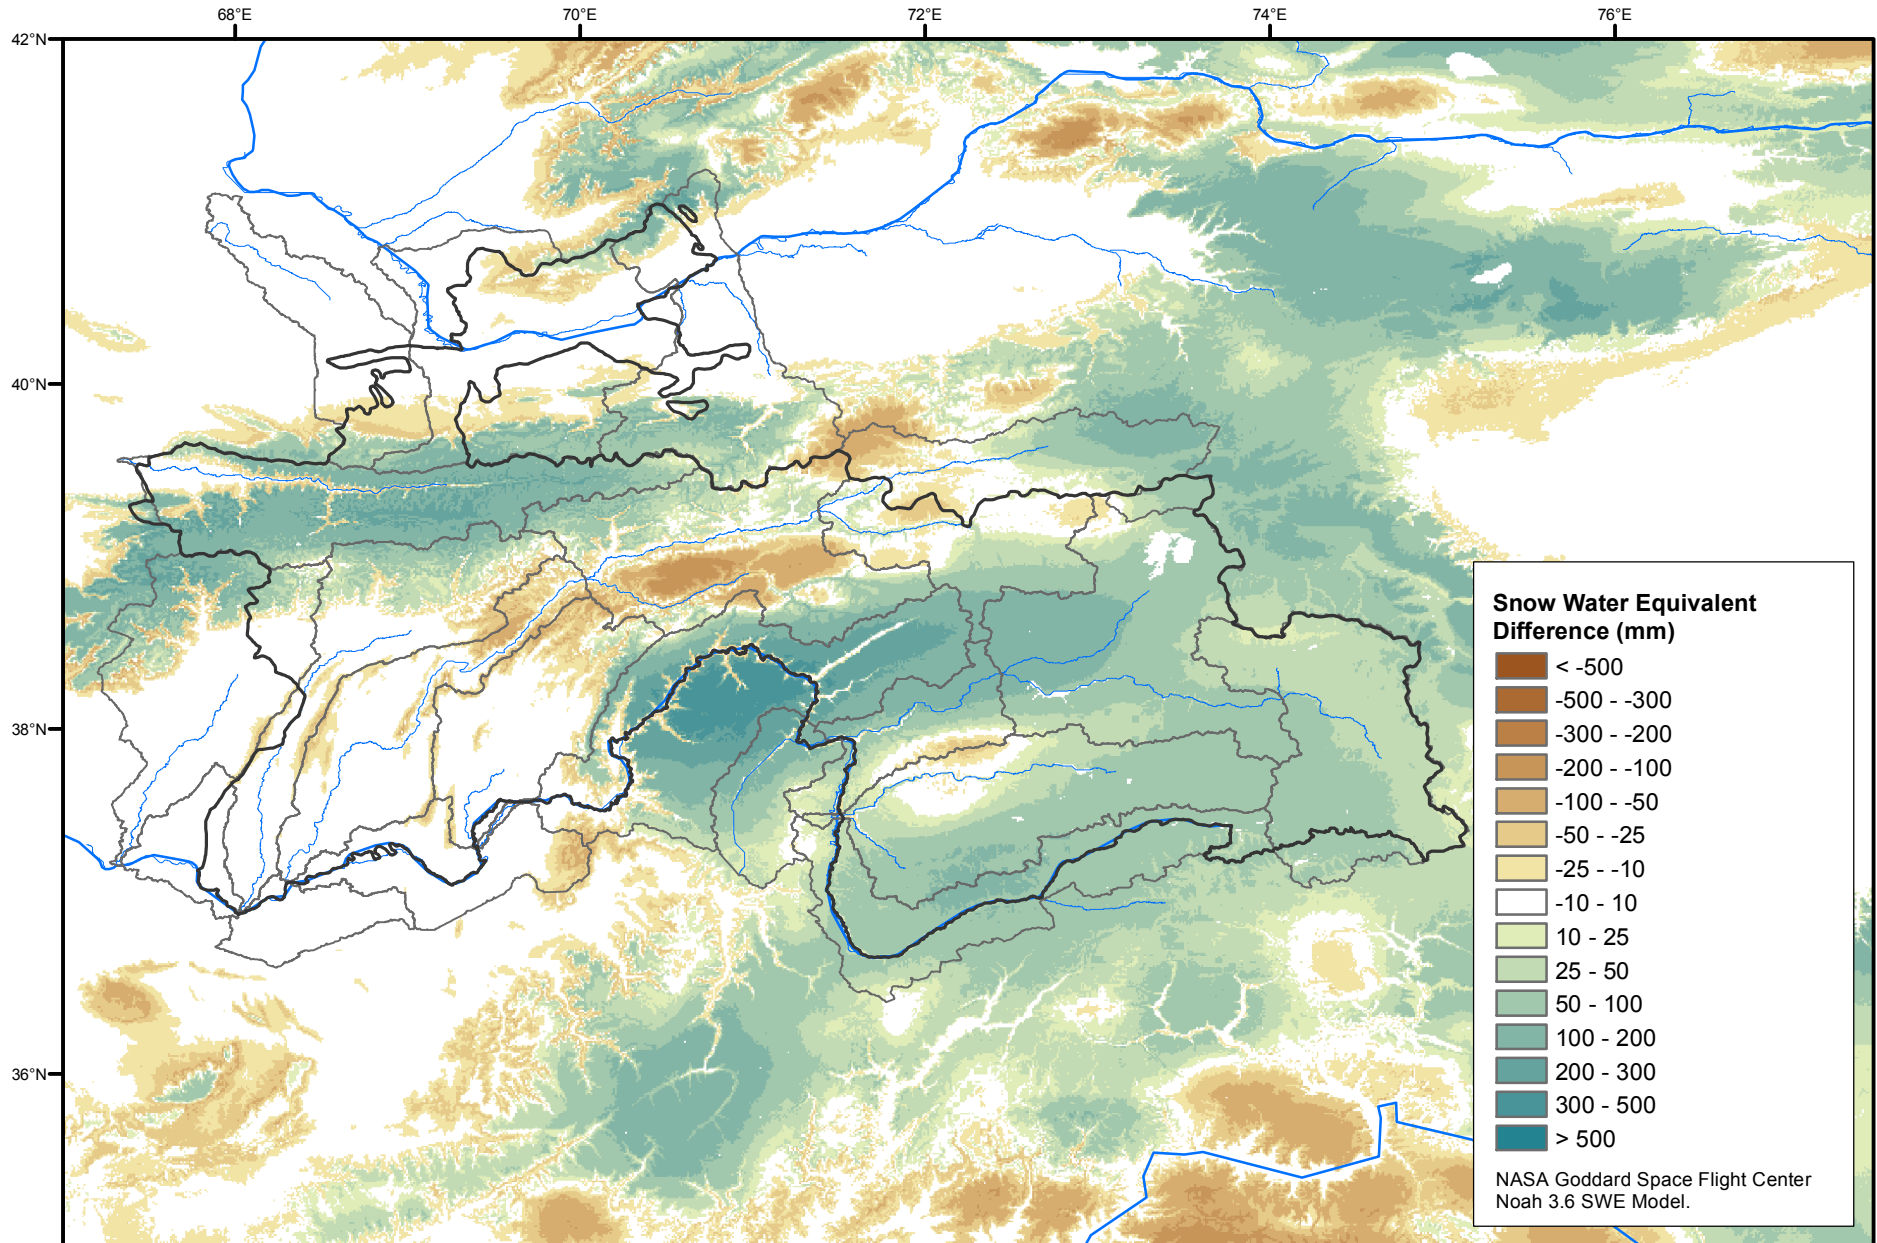 68°E 70°E 72°E 74°E 76°E
42°N
40°N
38°N
36°N
Snow Water Equivalent
Difference (mm)
< -500
-500 - -300
-300 - -200
-200 - -100
-100 - -50
-50 - -25
-25 - -10
-10 - 10
10 - 25
25 - 50
50 - 100
100 - 200
200 - 300
300 - 500
> 500
NASA Goddard Space Flight Center
Noah 3.6 SWE Model.